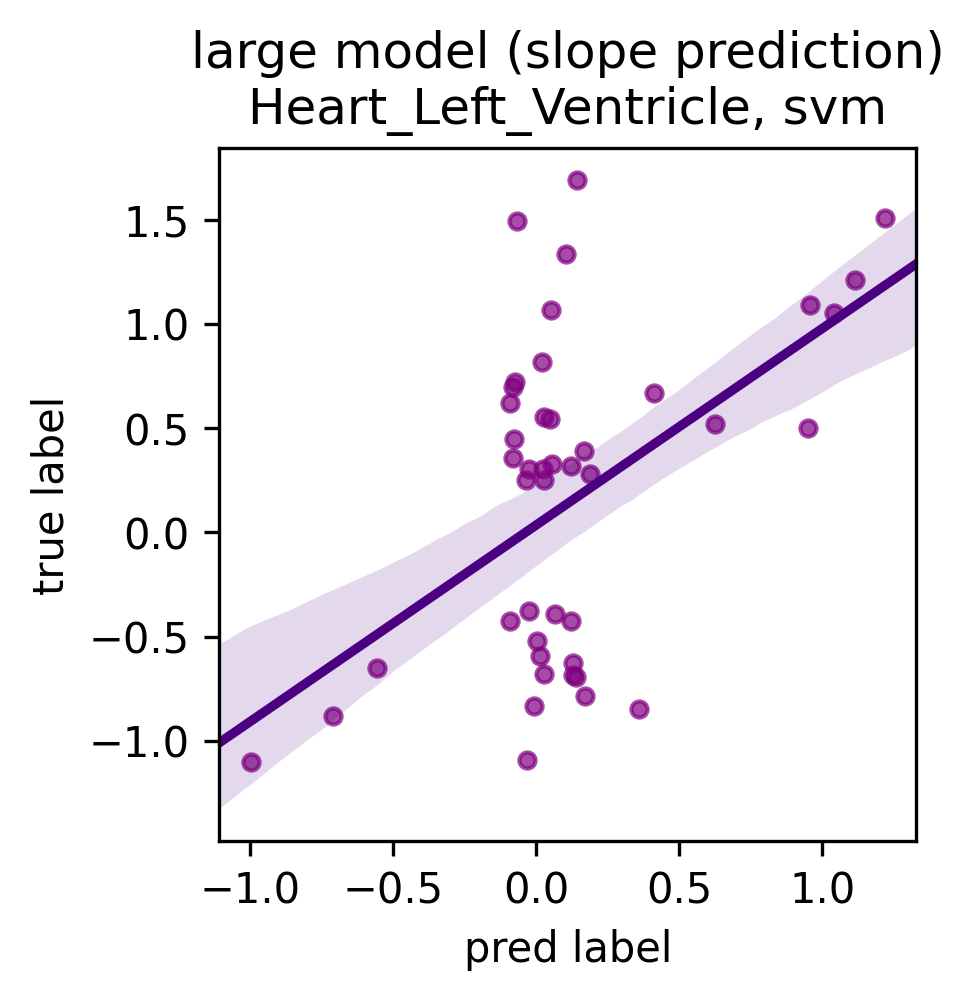 large model (slope prediction)
Heart_Left_Ventricle, svm
1.5
1.0
0.5
0.0
−0.5
−1.0
true label
−1.0 −0.5 0.0 0.5 1.0
pred label